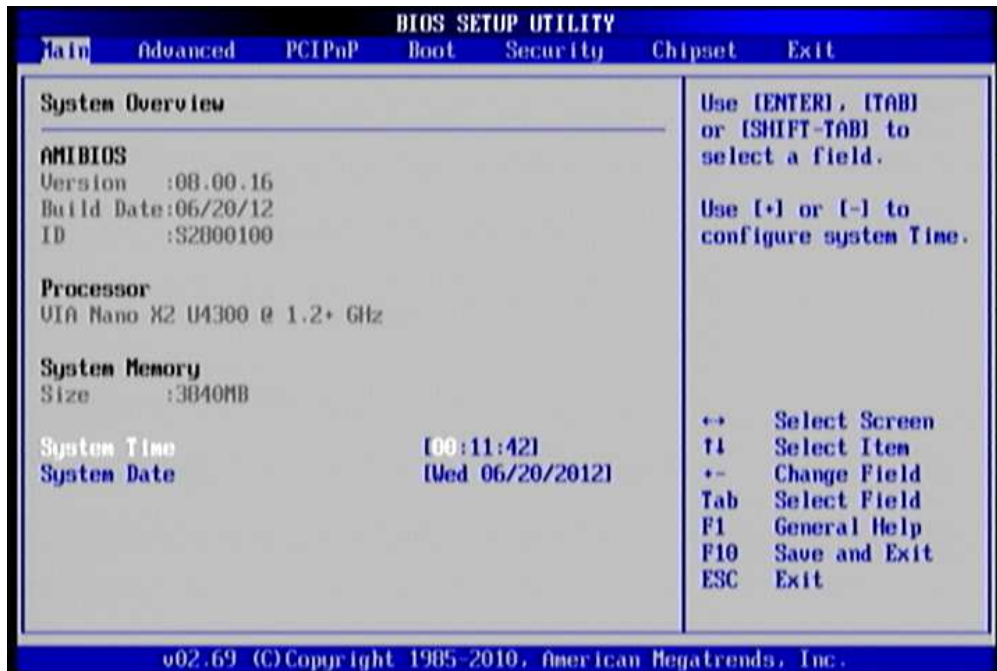 BIOS SETUP UTILITY
Main Advanced PCIPnP Boot Security Chipset Exit
System Overview
AMIBIOS
Version :08.00.16
Build Date:06/20/12
ID :S2800100
Processor
VIA Nano X2 U4300 @ 1.2+ GHz
System Memory
Size :3840MB
System Time [00:11:42]
System Date [Wed 06/20/2012]
Use [ENTER], [TAB]
or [SHIFT-TAB] to
select a field.
Use [+] or [-] to
configure system Time.
↔ Select Screen
↑↓ Select Item
+- Change Field
Tab Select Field
F1 General Help
F10 Save and Exit
ESC Exit
v02.69 (C)Copyright 1985-2010, American Megatrends, Inc.